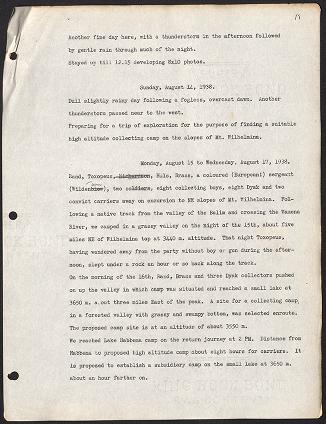 19
Another fine day here, with a thunderstorm in the afternoon followed
by gentle rain through much of the night.
Stayed up till 12.15 developing 8x10 photos.
Sunday, August 14, 1938.
Dull slightly rainy day following a fogless, overcast dawn. Another
thunderstorm passed near to the west.
Preparing for a trip of exploration for the purpose of finding a suitable
high altitude collecting camp on the slopes of Mt. Wilhelmina.
Monday, August 15 to Wednesday, August 17, 1938.
Rand, Toxopeus, Richardson, Hale, Brass, a coloured (European!) sergeant
two soldiers, eight collecting boys, eight Dyak and two
convict carriers away on excursion to NE slopes of Mt. Wilhelmina. Fol-
lowing a native track from the valley of the Bele and crossing the Wamena
River, we camped in a grassy valley on the night of the 15th, about five
miles NE of Wilhelmina top at 3440 m. altitude. That night Toxopeus,
having wandered away from the party without boy or gun during the after-
noon, slept under a rock an hour or so back along the track.
On the morning of the 16th, Rand, Brass and three Dyak collectors pushed
on up the valley in which camp was situated and reached a small lake at
3650 m. about three miles East of the peak. A site for a collecting camp
in a forested valley with grassy and swampy bottom, was selected enroute.
The proposed camp site is at an altitude of about 3550 m.
We reached Lake Habbema camp on the return journey at 2 PM. Distance from
Habbema to proposed high altitude camp about eight hours for carriers. It
is proposed to establish a subsidiary camp on the small lake at 3650 m.
about an hour farther on.